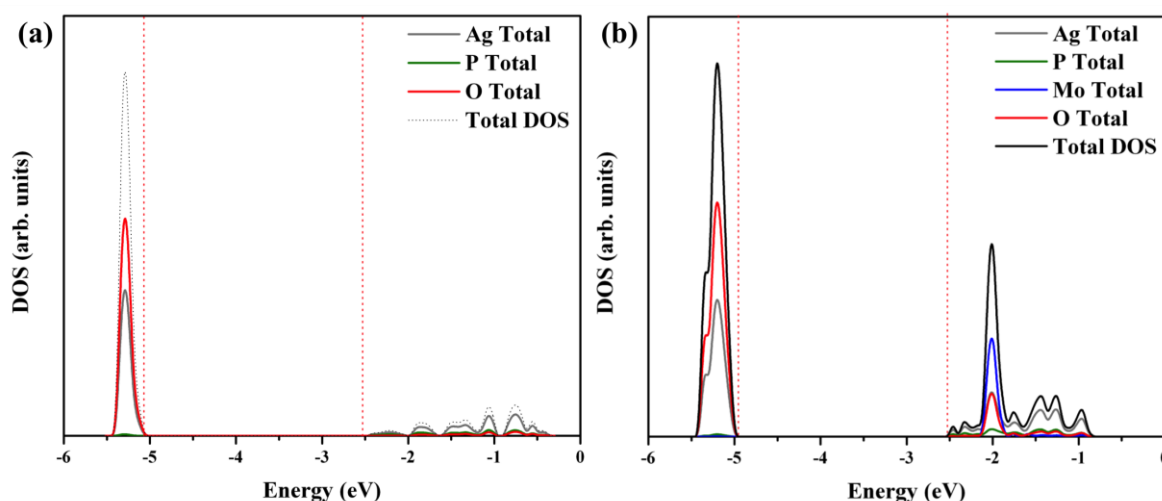 (a)
Ag Total
P Total
O Total
Total DOS
DOS (arb. units)
-6 -5 -4 -3 -2 -1 0
Energy (eV)
(b)
Ag Total
P Total
Mo Total
O Total
Total DOS
DOS (arb. units)
-6 -5 -4 -3 -2 -1 0
Energy (eV)